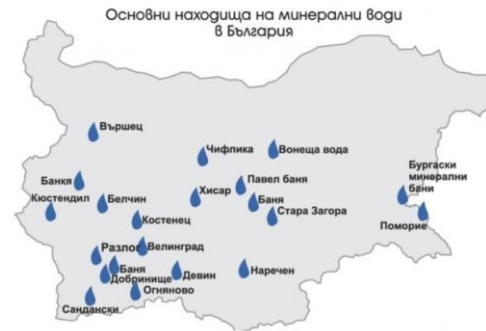 Основни находища на минерални води
в България
Вършец
Чифлика
Вонеща вода
Банкя
Кюстендил
Белчин
Хисар
Павел баня
Баня
Стара Загора
Бургаски
минерални
бани
Поморие
Костенец
Разлог
Велинград
Баня
Добринище
Девин
Наречен
Огняново
Сандански